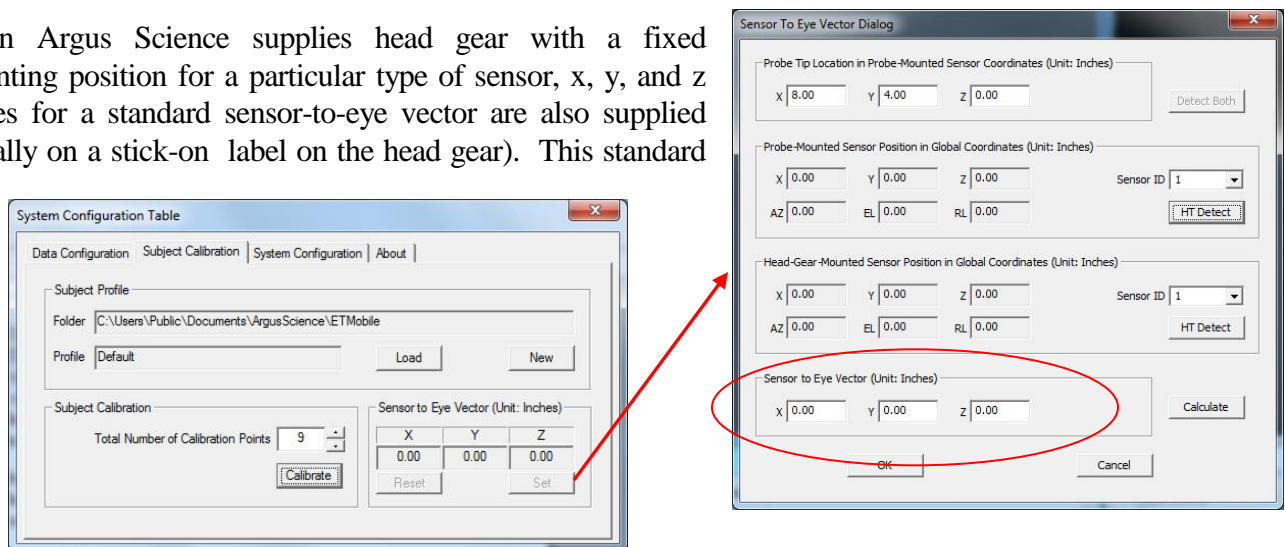 n Argus Science supplies head gear with a fixed
nting position for a particular type of sensor, x, y, and z
es for a standard sensor-to-eye vector are also supplied
ally on a stick-on label on the head gear). This standard
System Configuration Table
Data Configuration Subject Calibration System Configuration About
Subject Profile
Folder C:\Users\Public\Documents\ArgusScience\ETMobile
Profile Default Load New
Subject Calibration Sensor to Eye Vector (Unit: Inches)
Total Number of Calibration Points 9 X Y Z
0.00 0.00 0.00
Calibrate Reset Set
Sensor To Eye Vector Dialog
Probe Tip Location in Probe-Mounted Sensor Coordinates (Unit: Inches)
X 8.00 Y 4.00 Z 0.00 Detect Both
Probe-Mounted Sensor Position in Global Coordinates (Unit: Inches)
X 0.00 Y 0.00 Z 0.00 Sensor ID 1
AZ 0.00 EL 0.00 RL 0.00 HT Detect
Head-Gear-Mounted Sensor Position in Global Coordinates (Unit: Inches)
X 0.00 Y 0.00 Z 0.00 Sensor ID 1
AZ 0.00 EL 0.00 RL 0.00 HT Detect
Sensor to Eye Vector (Unit: Inches)
X 0.00 Y 0.00 Z 0.00 Calculate
OK Cancel